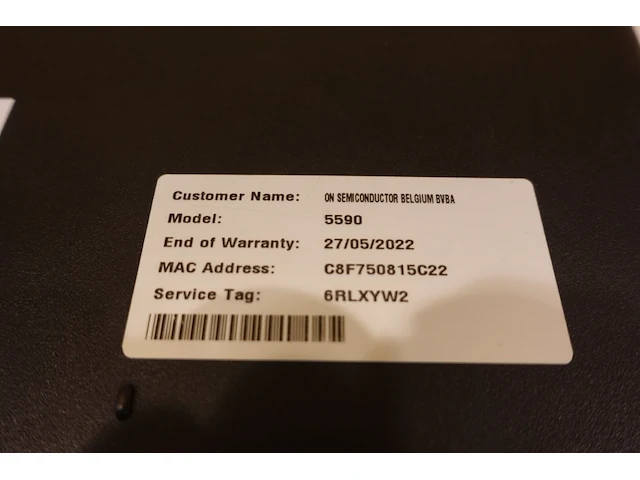 Customer Name: ON SEMICONDUCTOR BELGIUM BVBA
Model: 5590
End of Warranty: 27/05/2022
MAC Address: C8F750815C22
Service Tag: 6RLXYW2